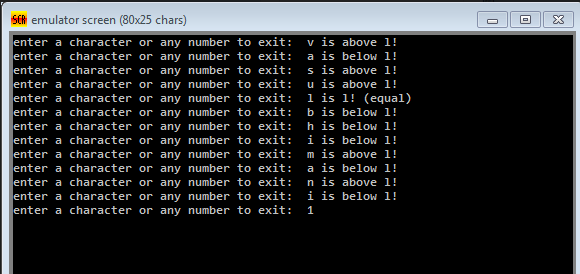 emulator screen (80x25 chars)
enter a character or any number to exit:  v is above l!
enter a character or any number to exit:  a is below l!
enter a character or any number to exit:  s is above l!
enter a character or any number to exit:  u is above l!
enter a character or any number to exit:  l is l! (equal)
enter a character or any number to exit:  b is below l!
enter a character or any number to exit:  h is below l!
enter a character or any number to exit:  i is below l!
enter a character or any number to exit:  m is above l!
enter a character or any number to exit:  a is below l!
enter a character or any number to exit:  n is above l!
enter a character or any number to exit:  i is below l!
enter a character or any number to exit:  1